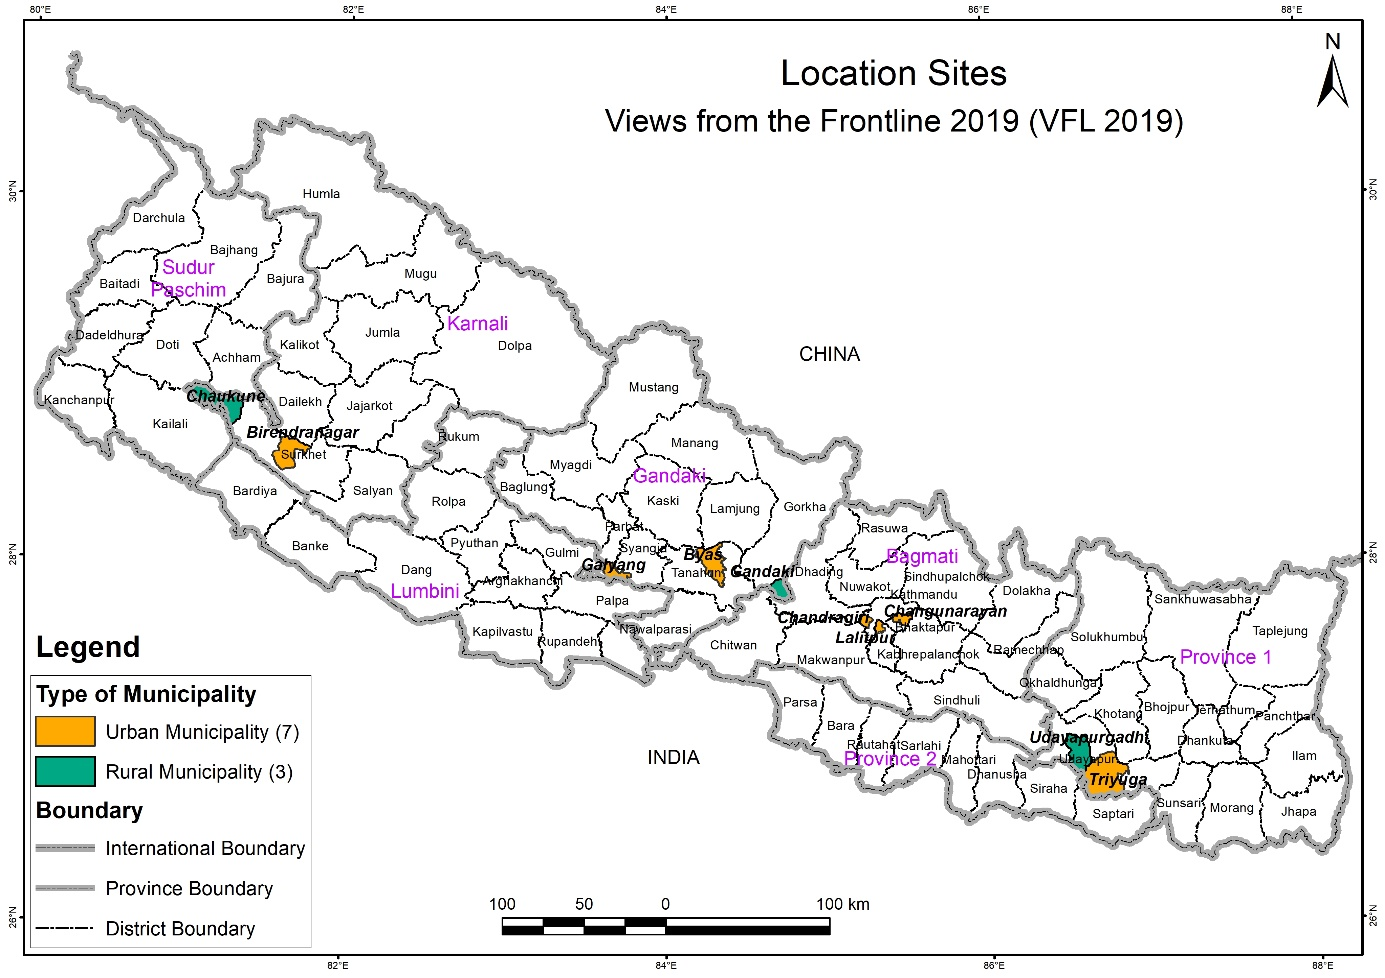 80°E 82°E 84°E 86°E 88°E
Location Sites
Views from the Frontline 2019 (VFL 2019)
N
30°N
30°N
Humla
Darchula
Bajhang
Sudur
Paschim
Baitadi
Bajura
Mugu
Karnali
Dadeldhura
Doti
Achham
Kalikot
Jumla
Dolpa
CHINA
Kanchanpur
Chaukune
Kailali
Dailekh
Jajarkot
Mustang
Birendranagar
Surkhet
Rukum
Manang
Myagdi
Gandaki
Bardiya
Salyan
Rolpa
Baglung
Kaski
Lamjung
Gorkha
Parbat
Rasuwa
28°N
28°N
Banke
Pyuthan
Gulmi
Syangja
Byas
Bagmati
Dang
Galyang
Tanahun
Gandaki
Dhading
Sindhupalchok
Lumbini
Arghakhanchi
Nuwakot
Kathmandu
Dolakha
Sankhuwasabha
Palpa
Chandragiri
Changunarayan
Kapilvastu
Rupandehi
Nawalparasi
Lalitpur
Bhaktapur
Solukhumbu
Taplejung
Chitwan
Makwanpur
Kabhrepalanchok
Ramechhap
Province 1
Okhaldhunga
Parsa
Sindhuli
Khotang
Bhojpur
Terhathum
Panchthar
Bara
Rautahat
Sarlahi
Udayapurgadhi
Dhankuta
INDIA
Province 2
Mahottari
Udayapur
Ilam
Dhanusha
Triyuga
Siraha
Saptari
Sunsari
Morang
Jhapa
Legend
Type of Municipality
Urban Municipality (7)
Rural Municipality (3)
Boundary
International Boundary
Province Boundary
District Boundary
100 50 0 100 km
26°N
26°N
82°E 84°E 86°E 88°E